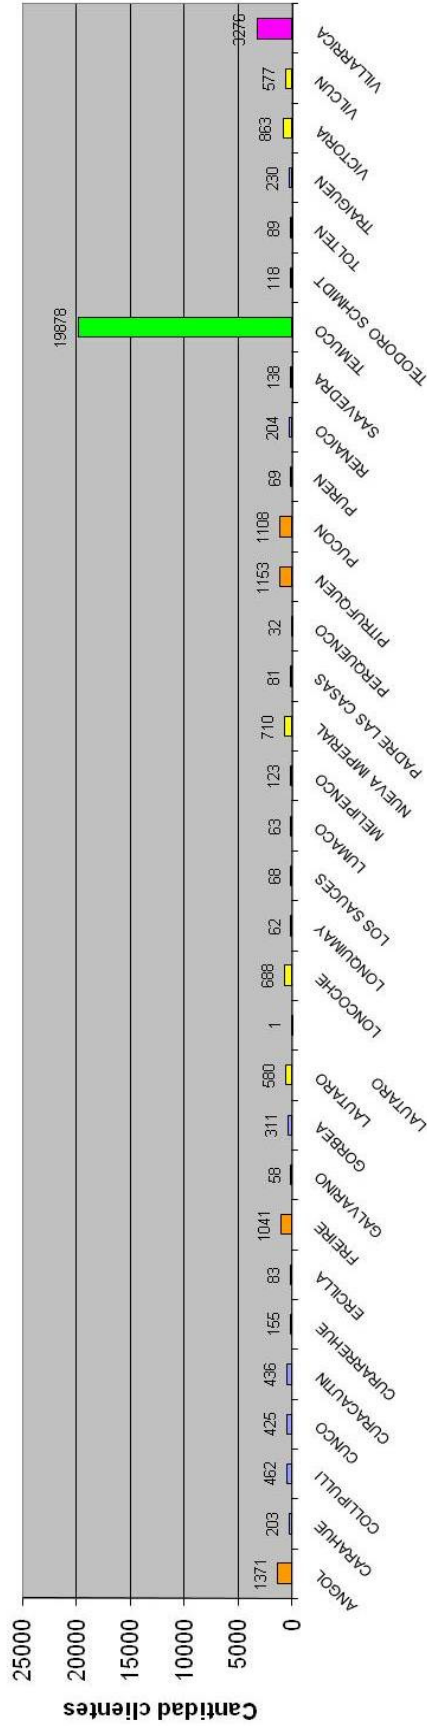 Cantidad clientes
25000
20000
15000
10000
5000
0
1371
203
462
425
436
155
83
1041
58
311
580
1
688
62
68
63
123
710
81
32
1153
1108
69
204
138
19878
118
89
230
863
577
3276
ANGOL
CARAHUE
COLLIPULLI
CUNCO
CURACAUTIN
CURARREHUE
ERCILLA
FREIRE
GALVARINO
GORBEA
LAUTARO
LAUTARO
LONCOCHE
LONQUIMAY
LOS SAUCES
LUMACO
MELIPENCO
NUEVA IMPERIAL
PADRE LAS CASAS
PERQUENCO
PITRUFQUEN
PUCON
PUREN
RENAICO
SAAVEDRA
TEMUCO
TEODORO SCHMIDT
TOLTEN
TRAIGUEN
VICTORIA
VILCUN
VILLARRICA